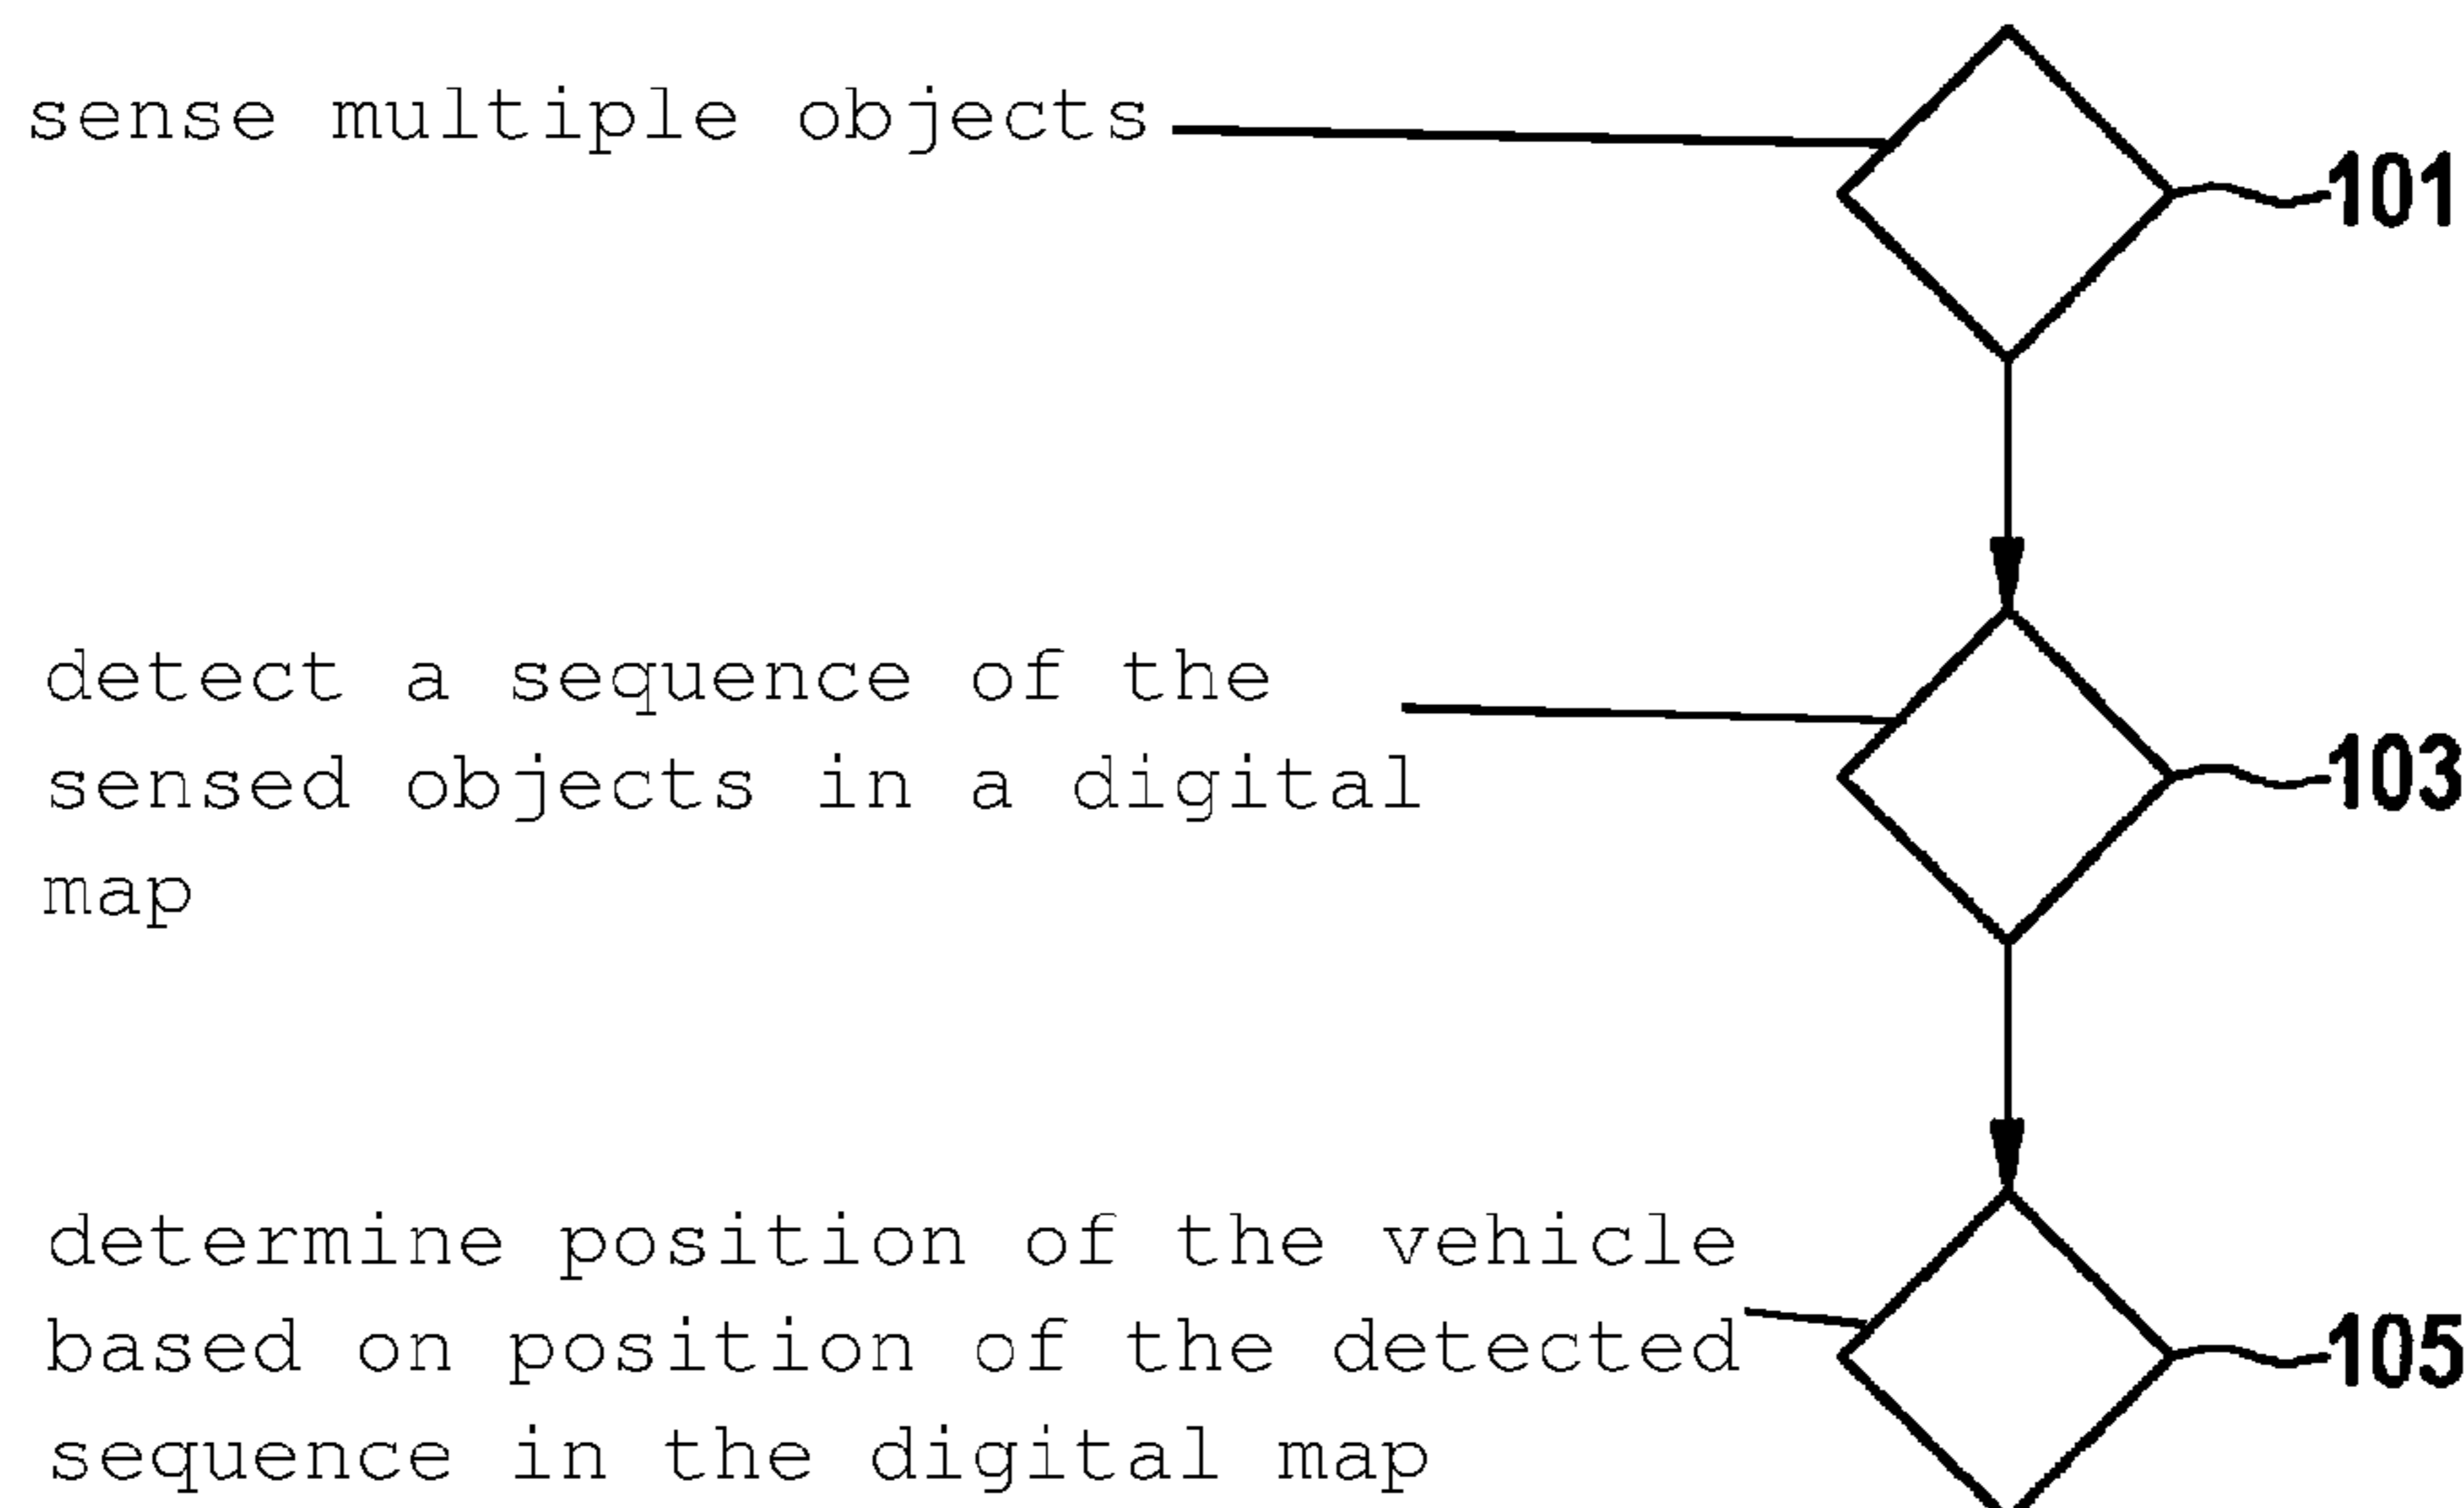 sense multiple objects
101
detect a sequence of the
sensed objects in a digital
map
103
determine position of the vehicle
based on position of the detected
sequence in the digital map
105